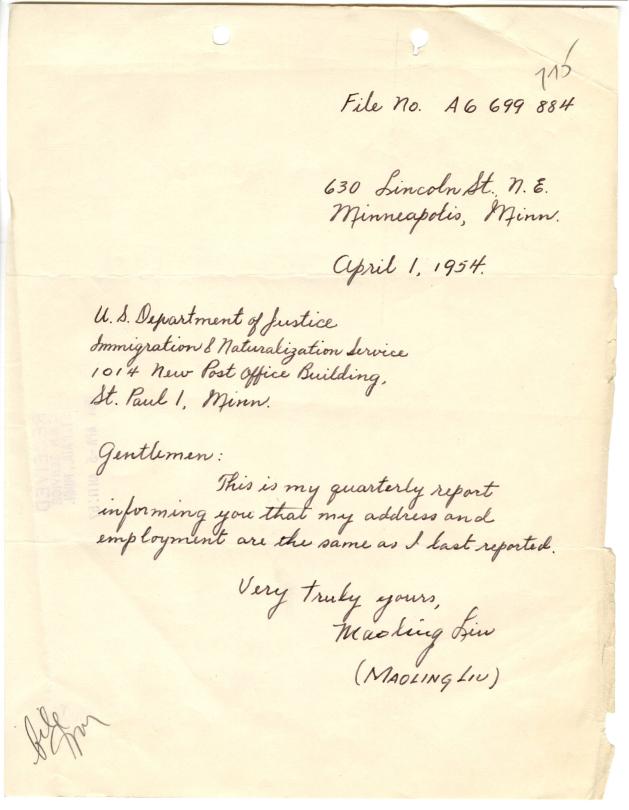 File No. A6 699 884
630 Lincoln St. N. E.
Minneapolis, Minn.
April 1, 1954.
U. S. Department of Justice
Immigration & Naturalization Service
1014 New Post Office Building,
St. Paul 1, Minn.
Gentlemen:
This is my quarterly report
informing you that my address and
employment are the same as I last reported.
Very truly yours,
Maoling Liu
(MAOLING LIU)
file